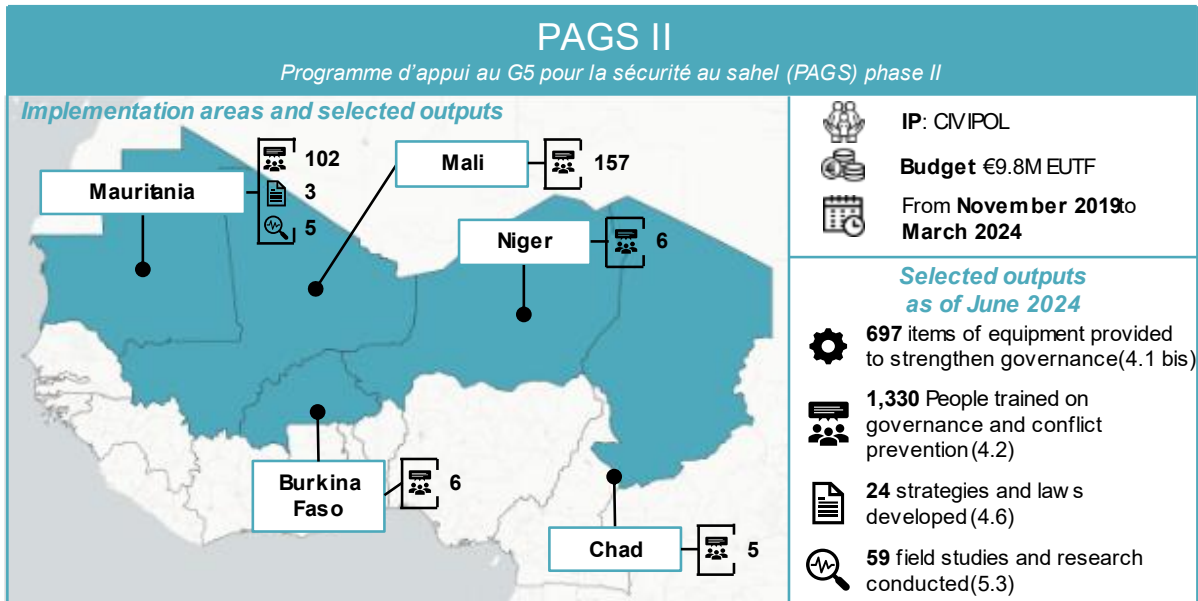 PAGS II
Programme d'appui au G5 pour la sécurité au sahel (PAGS) phase II
Implementation areas and selected outputs
Mauritania
102
3
5
Mali
157
Niger
6
Burkina
Faso
6
Chad
5
IP: CIVIPOL
Budget €9.8M EUTF
From November 2019to
March 2024
Selected outputs
as of June 2024
697 items of equipment provided
to strengthen governance(4.1 bis)
1,330 People trained on
governance and conflict
prevention(4.2)
24 strategies and laws
developed(4.6)
59 field studies and research
conducted(5.3)